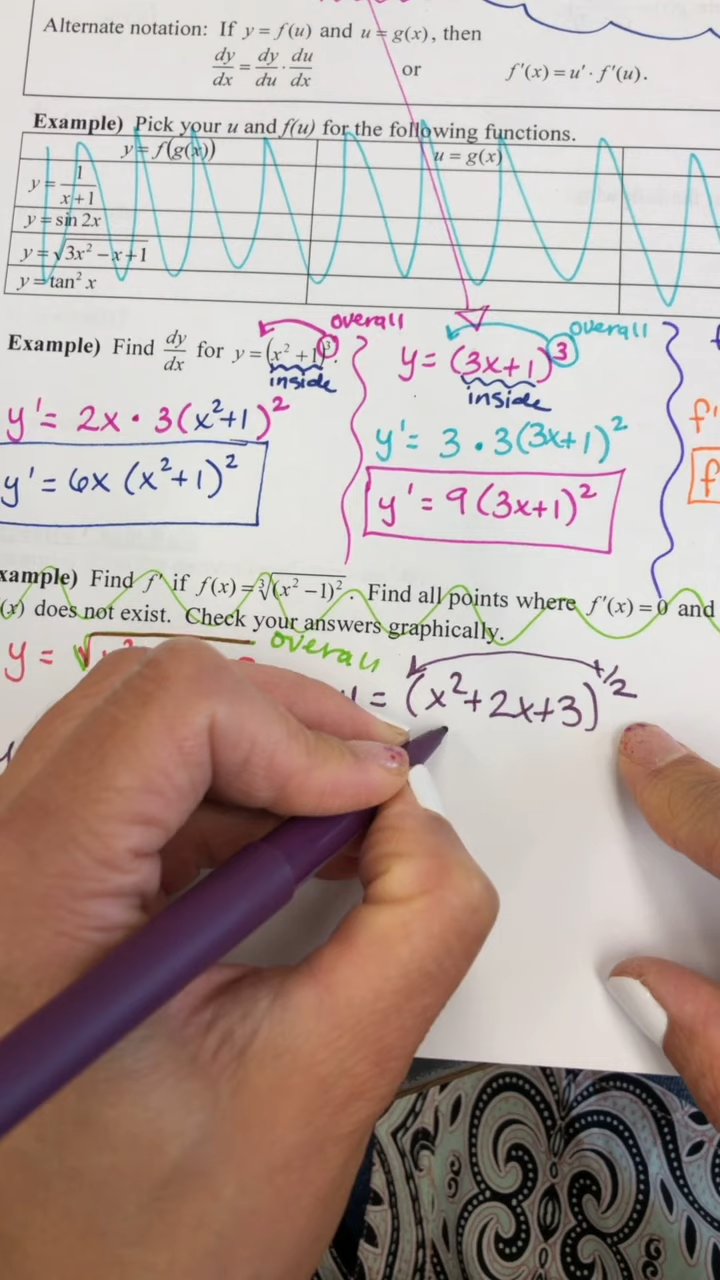 Alternate notation: If y = f(u) and u = g(x), then
dy/dx = dy/du · du/dx or f'(x) = u' · f'(u).
Example) Pick your u and f(u) for the following functions.
y = f(g(x)) u = g(x)
y = 1/(x+1)
y = sin 2x
y = √(3x² − x + 1)
y = tan² x
overall overall
Example) Find dy/dx for y = (x² + 1)³. y = (3x+1)³
inside inside
y' = 2x · 3(x²+1)² y' = 3 · 3(3x+1)² f'
y' = 6x (x²+1)² y' = 9(3x+1)² f
xample) Find f' if f(x) = ∛((x² − 1)²). Find all points where f'(x) = 0 and
(x) does not exist. Check your answers graphically.
y = √ overall
= (x²+2x+3)^1/2